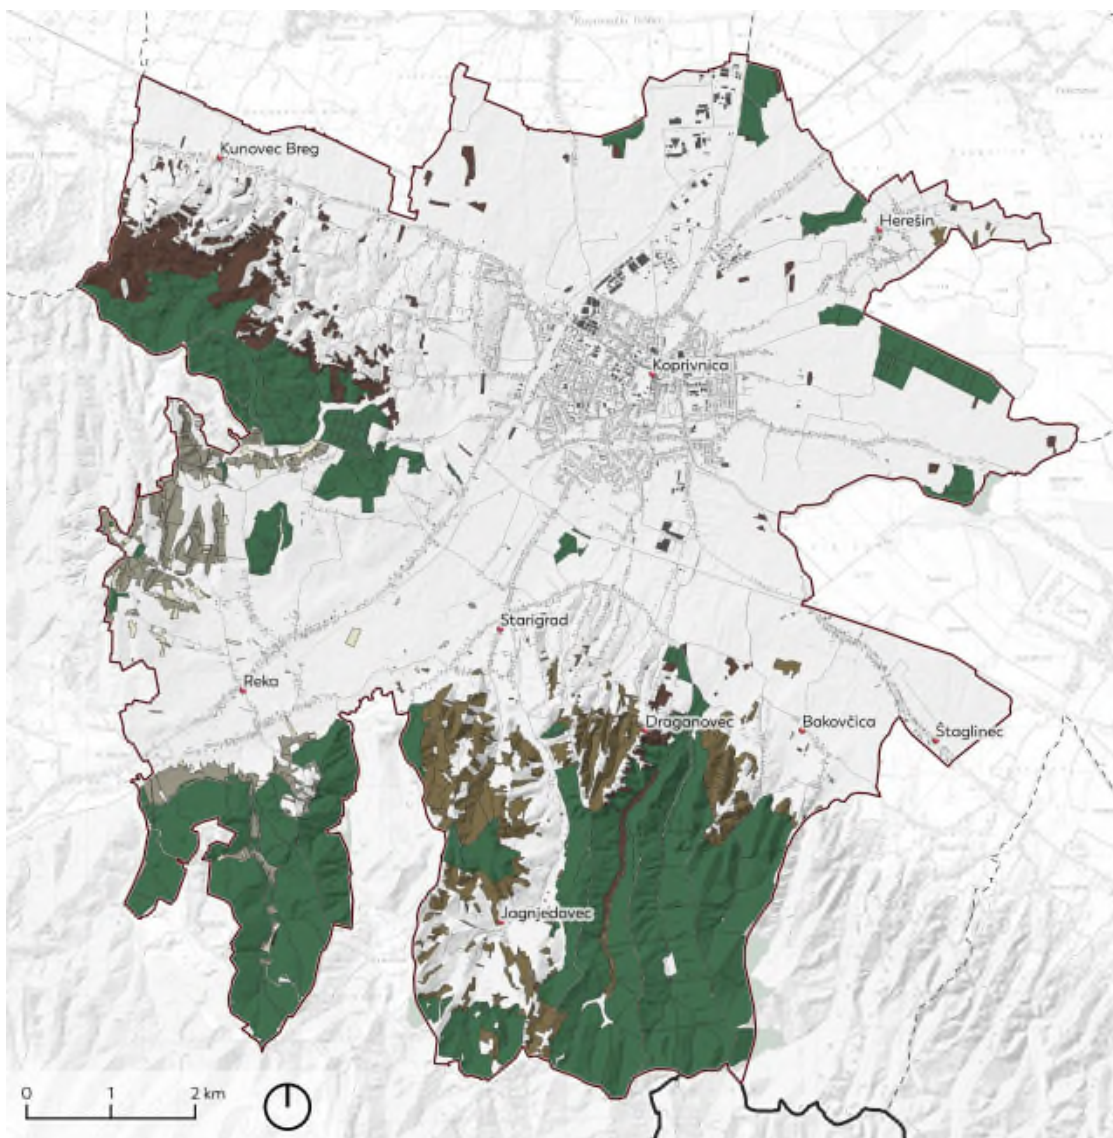 Kunovec Breg
Herešin
Koprivnica
Starigrad
Reka
Draganovec
Bakovčica
Štaglinec
Jagnjedovec
0 1 2 km